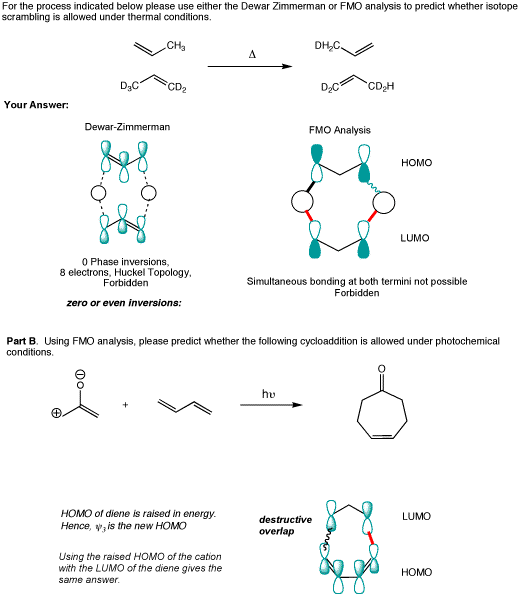 For the process indicated below please use either the Dewar Zimmerman or FMO analysis to predict whether isotope
scrambling is allowed under thermal conditions.
CH3
Δ
DH2C
D3C
CD2
D2C
CD2H
Your Answer:
Dewar-Zimmerman
FMO Analysis
HOMO
LUMO
0 Phase inversions,
8 electrons, Huckel Topology,
Forbidden
zero or even inversions:
Simultaneous bonding at both termini not possible
Forbidden
Part B. Using FMO analysis, please predict whether the following cycloaddition is allowed under photochemical
conditions.
⊖
O
⊕
+
hυ
O
HOMO of diene is raised in energy.
Hence, ψ3 is the new HOMO
Using the raised HOMO of the cation
with the LUMO of the diene gives the
same answer.
destructive
overlap
LUMO
HOMO